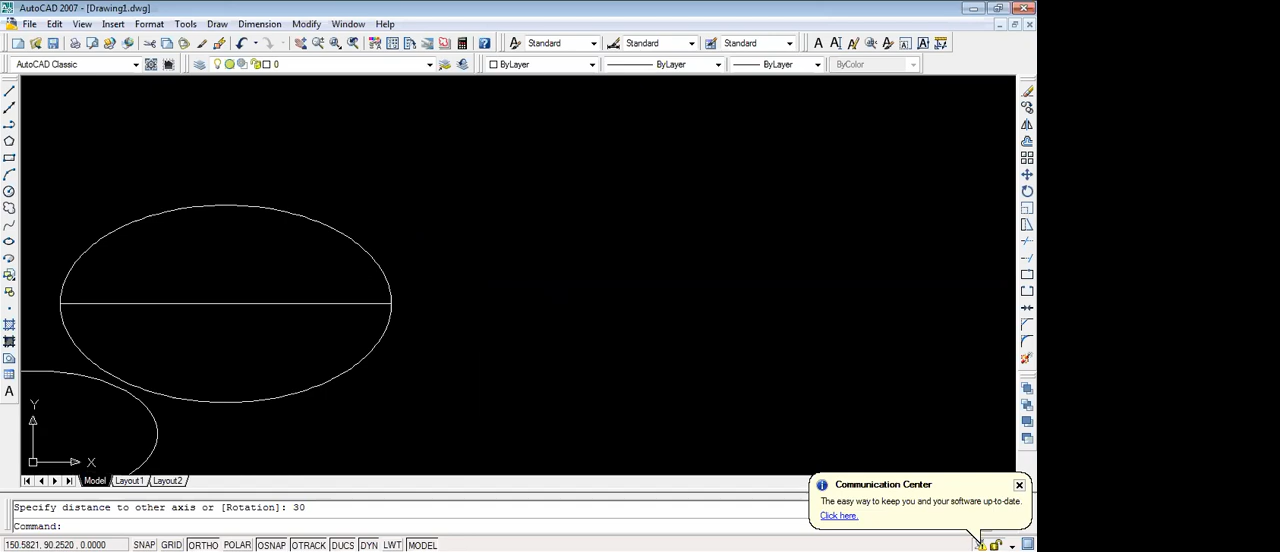 AutoCAD 2007 - [Drawing1.dwg]
File Edit View Insert Format Tools Draw Dimension Modify Window Help
Standard Standard Standard
AutoCAD Classic 0 ByLayer ByLayer ByLayer ByColor
Y
X
Model Layout1 Layout2
Communication Center
The easy way to keep you and your software up-to-date.
Click here.
Specify distance to other axis or [Rotation]: 30
Command:
150.5821, 90.2520, 0.0000 SNAP GRID ORTHO POLAR OSNAP OTRACK DUCS DYN LWT MODEL